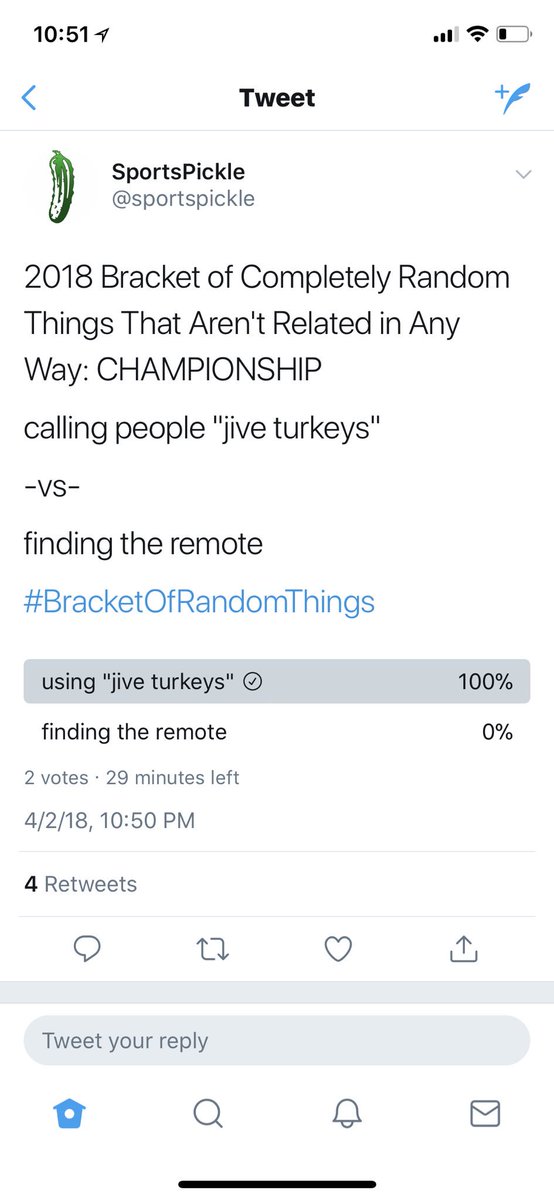 10:51
Tweet
SportsPickle
@sportspickle
2018 Bracket of Completely Random
Things That Aren't Related in Any
Way: CHAMPIONSHIP
calling people "jive turkeys"
-vs-
finding the remote
#BracketOfRandomThings
using "jive turkeys" 100%
finding the remote 0%
2 votes · 29 minutes left
4/2/18, 10:50 PM
4 Retweets
Tweet your reply